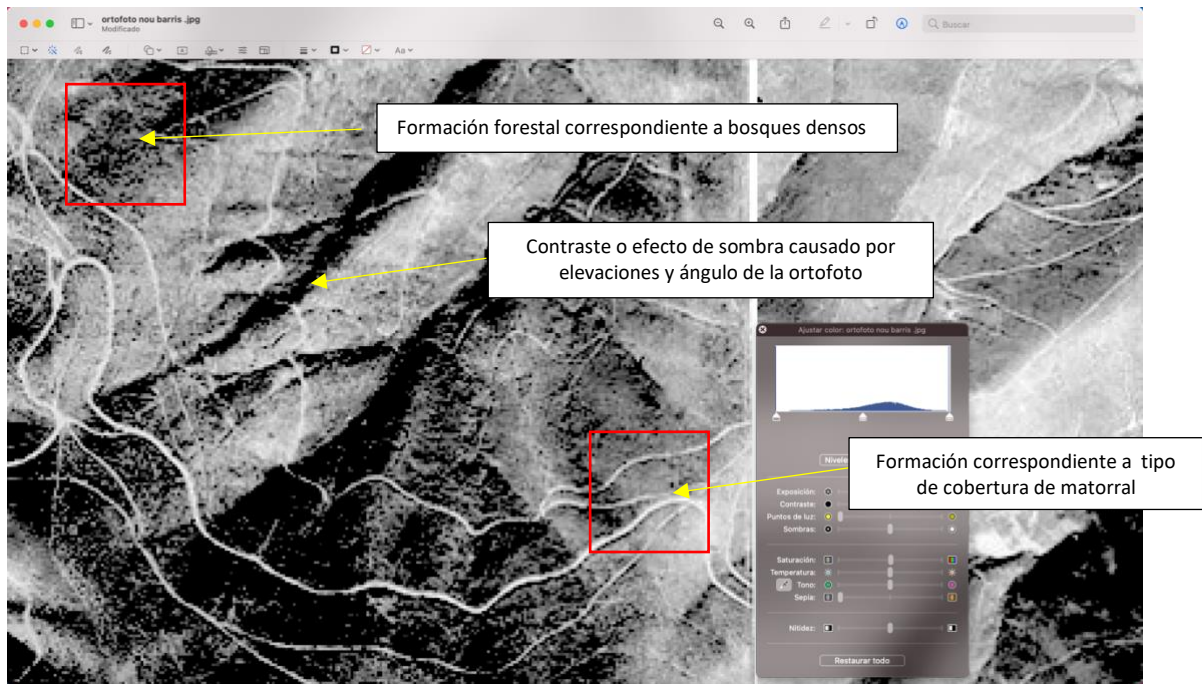 ortofoto nou barris .jpg
Modificado
Buscar
Aa
Formación forestal correspondiente a bosques densos
Contraste o efecto de sombra causado por
elevaciones y ángulo de la ortofoto
Ajustar color: ortofoto nou barris .jpg
Formación correspondiente a tipo
de cobertura de matorral
Exposición:
Contraste:
Puntos de luz:
Sombras:
Saturación:
Temperatura:
Tono:
Sepia:
Nitidez:
Restaurar todo